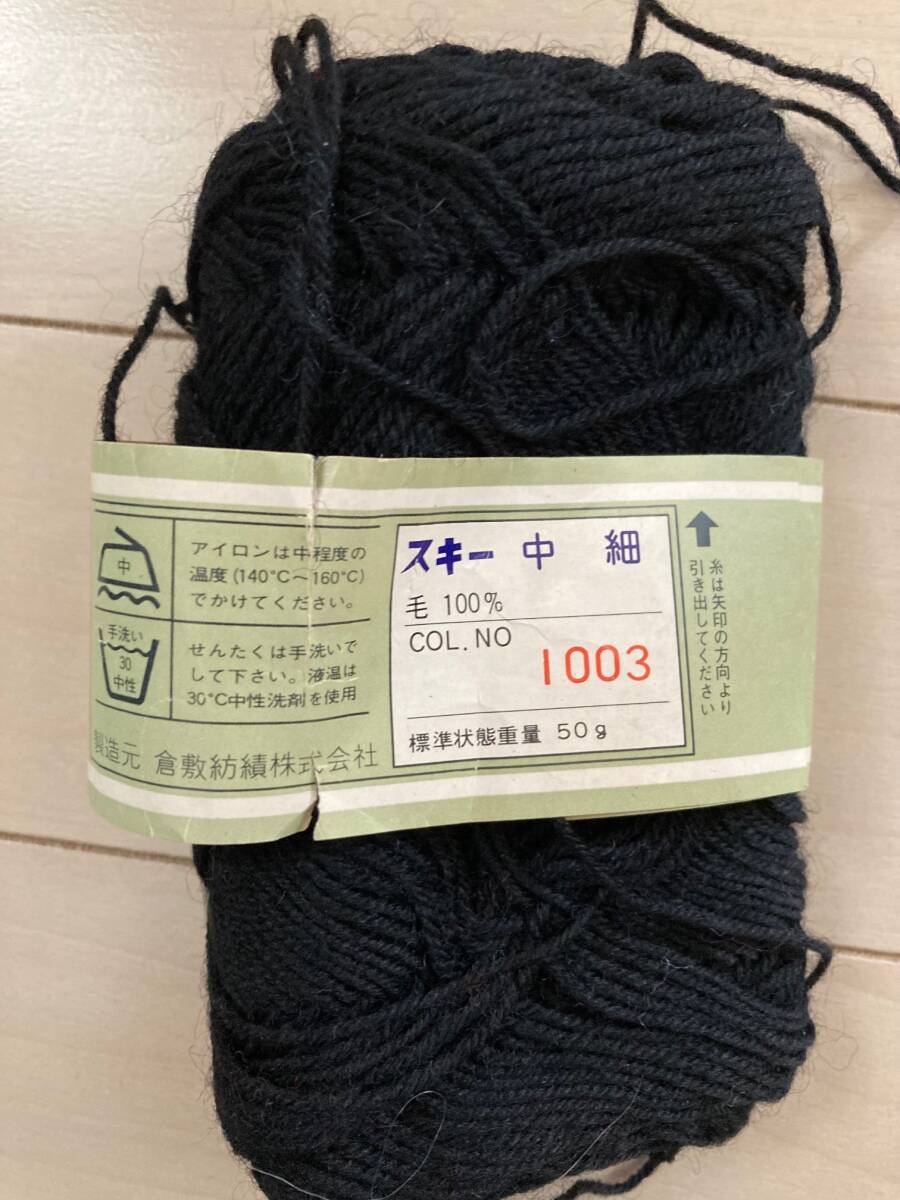 中
アイロンは中程度の
温度(140°C～160°C)
でかけてください。
手洗い
30
中性
せんたくは手洗いで
して下さい。液温は
30°C中性洗剤を使用
製造元 倉敷紡績株式会社
スキー 中 細
毛 100%
COL.NO
1003
標準状態重量 50g
糸は矢印の方向より
引き出してください